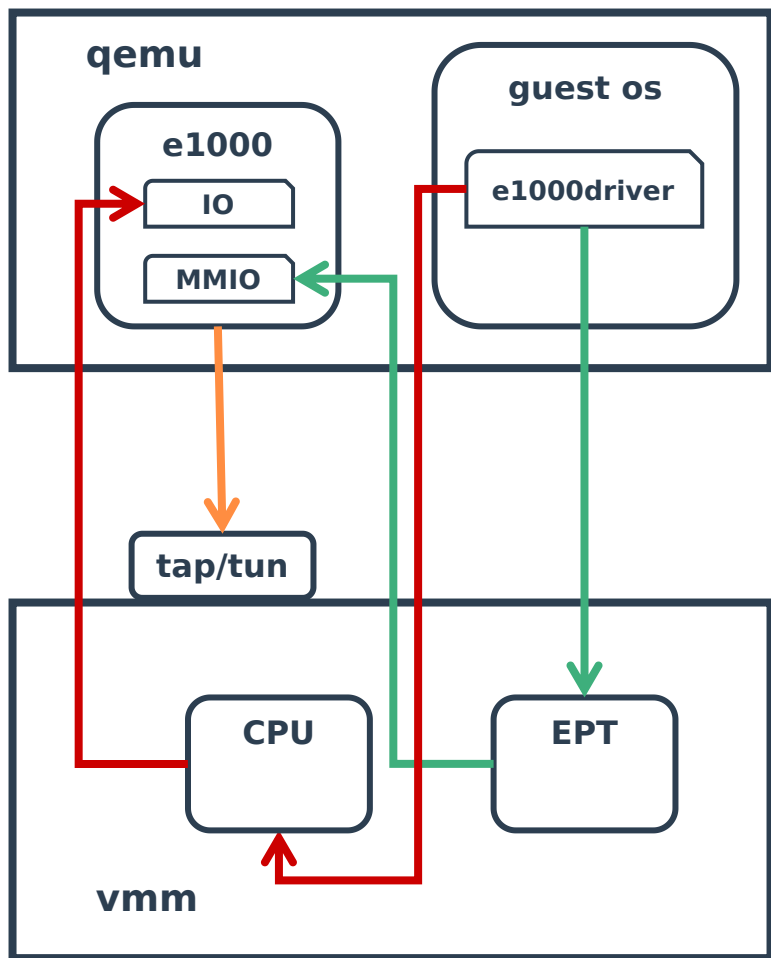 qemu
guest os
e1000
e1000driver
IO
MMIO
tap/tun
CPU
EPT
vmm